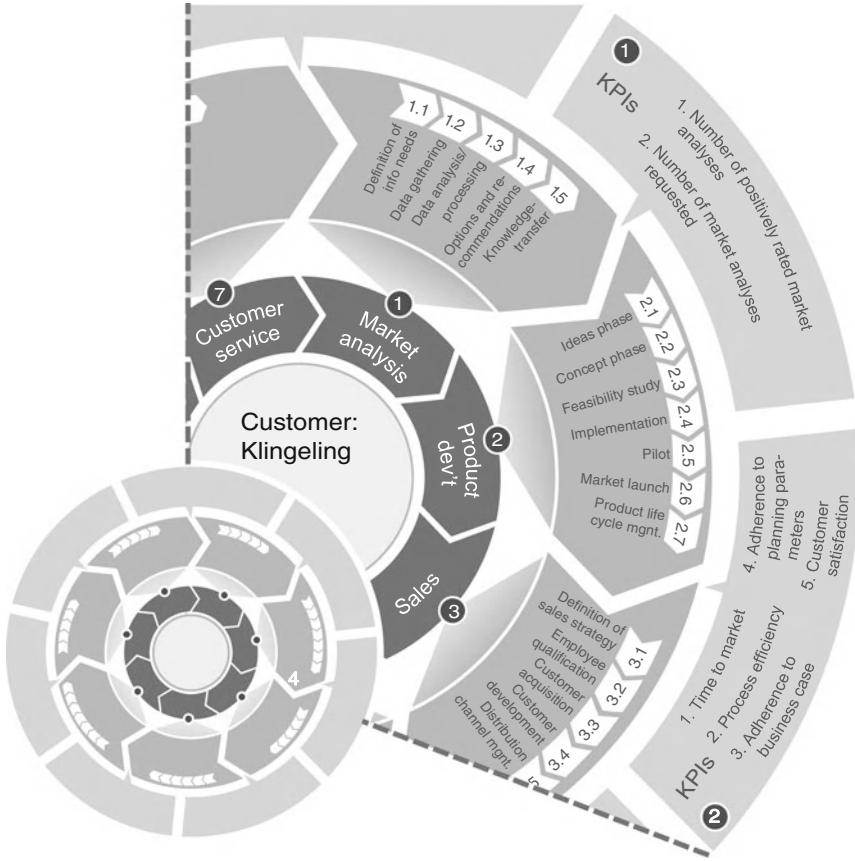 Customer:
Klingeling
7
Customer
service
1
Market
analysis
2
Product
dev't
3
Sales
1.1
Definition of
info needs
1.2
Data gathering
1.3
Data analysis/
processing
1.4
Options and re-
commendations
1.5
Knowledge-
transfer
2.1
Ideas phase
2.2
Concept phase
2.3
Feasibility study
2.4
Implementation
2.5
Pilot
2.6
Market launch
2.7
Product life
cycle mgnt.
3.1
Definition of
sales strategy
3.2
Employee
qualification
3.3
Customer
acquisition
3.4
Customer
development
5
Distribution
channel mgnt.
1
KPIs
1. Number of positively rated market
analyses
2. Number of market analyses
requested
2
KPIs
1. Time to market
2. Process efficiency
3. Adherence to
business case
4. Adherence to
planning para-
meters
5. Customer
satisfaction
4